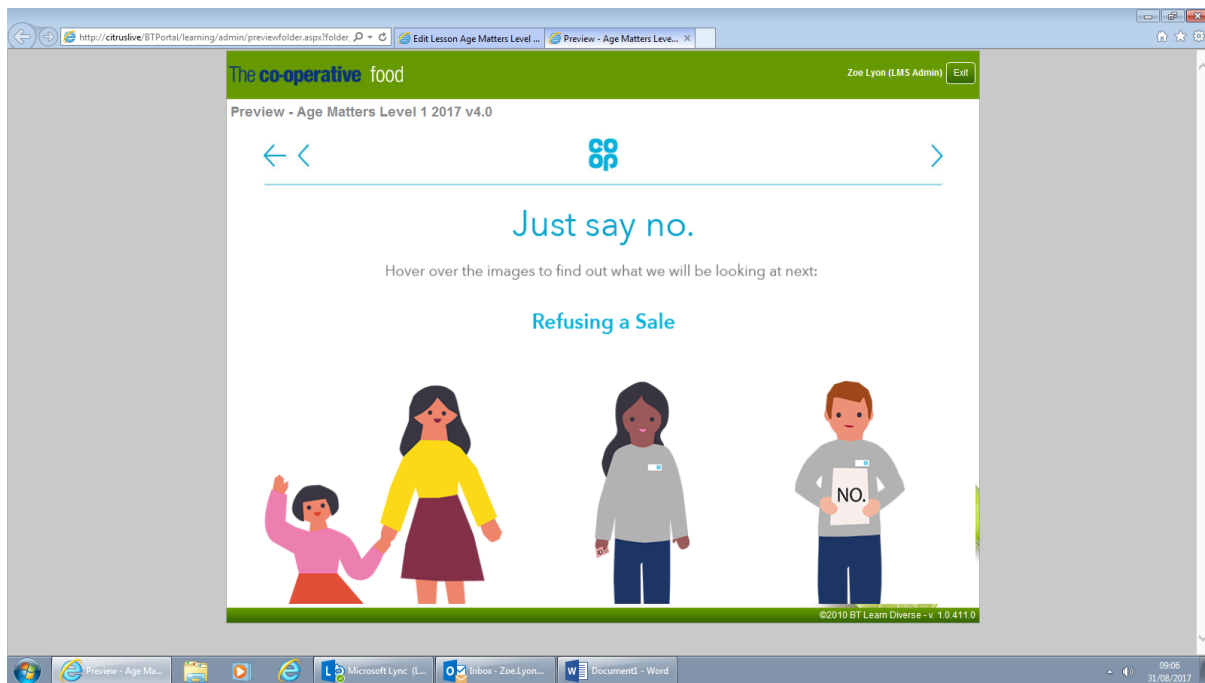 http://citruslive/BTPortal/learning/admin/previewfolder.aspx?folder
Edit Lesson Age Matters Level ...
Preview - Age Matters Leve...
The co-operative food
Zoe Lyon (LMS Admin)
Exit
Preview - Age Matters Level 1 2017 v4.0
CO
OP
Just say no.
Hover over the images to find out what we will be looking at next:
Refusing a Sale
NO.
©2010 BT Learn Diverse - v. 1.0.411.0
Preview - Age Ma...
Microsoft Lync (L...
Inbox - Zoe.Lyon...
Document1 - Word
09:06
31/08/2017